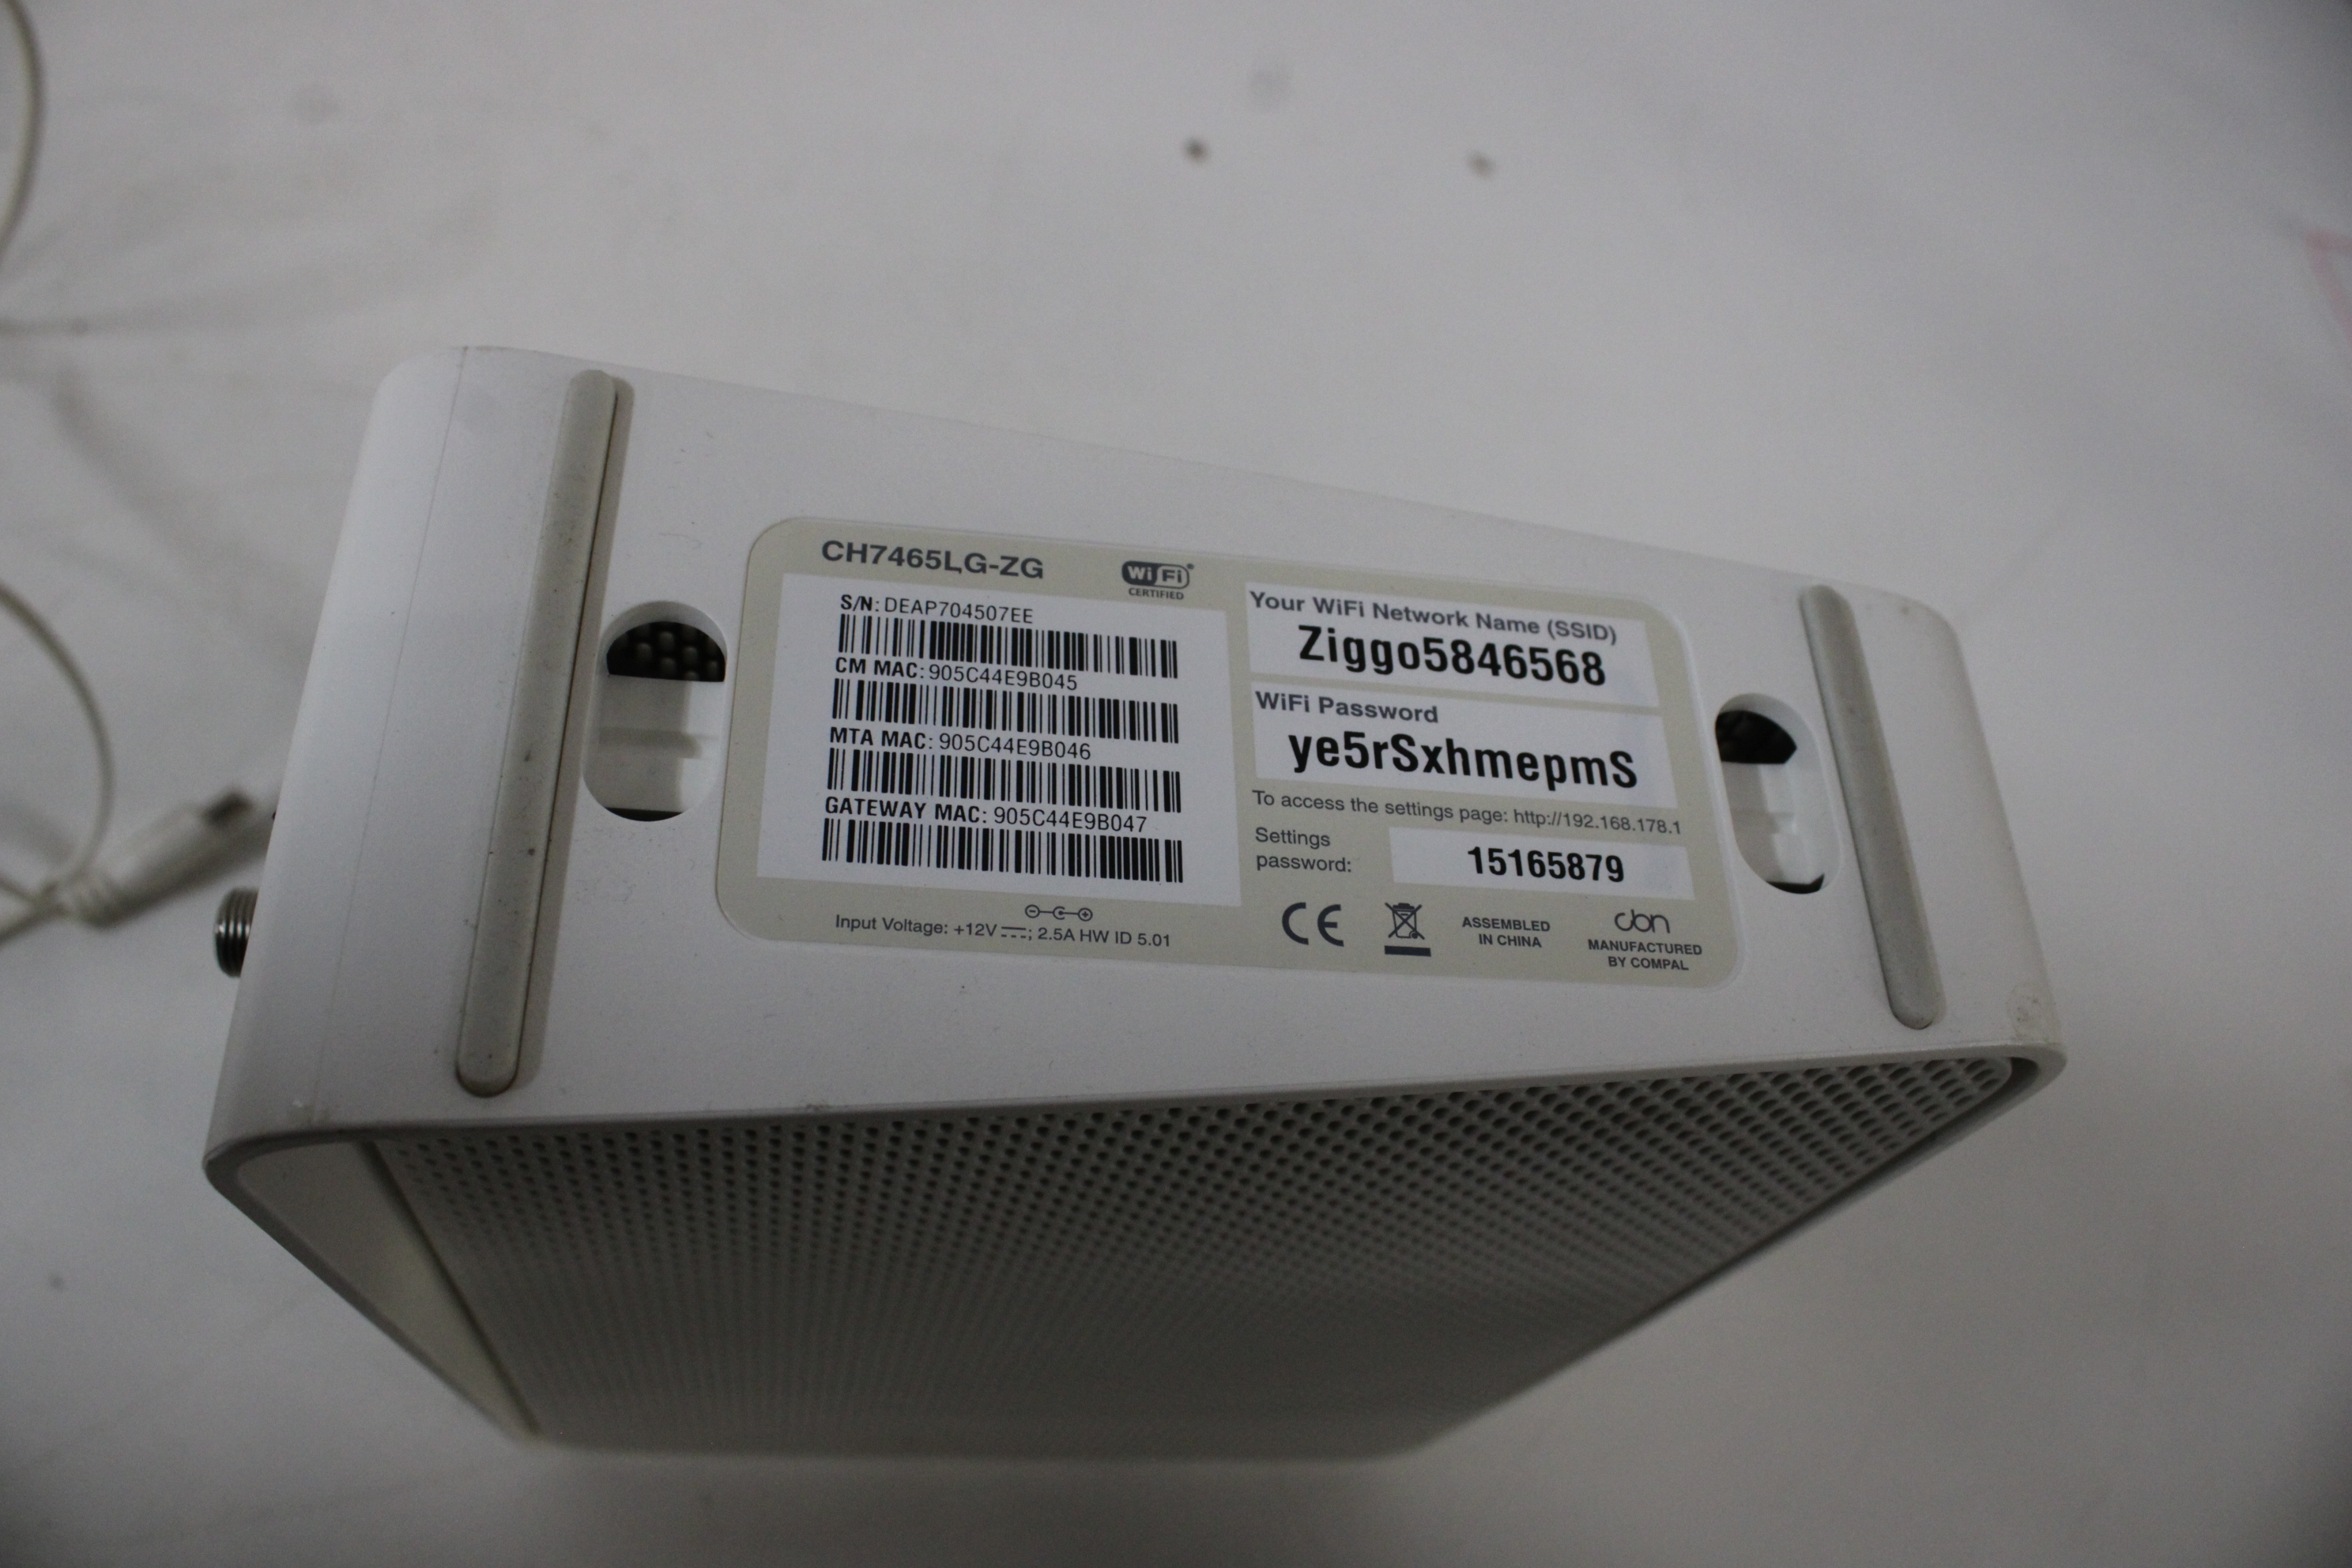 CH7465LG-ZG
WiFi
CERTIFIED
S/N: DEAP704507EE
CM MAC: 905C44E9B045
MTA MAC: 905C44E9B046
GATEWAY MAC: 905C44E9B047
Input Voltage: +12V ⎓; 2.5A HW ID 5.01
Your WiFi Network Name (SSID)
Ziggo5846568
WiFi Password
ye5rSxhmepmS
To access the settings page: http://192.168.178.1
Settings
password:
15165879
CE
ASSEMBLED
IN CHINA
cbn
MANUFACTURED
BY COMPAL